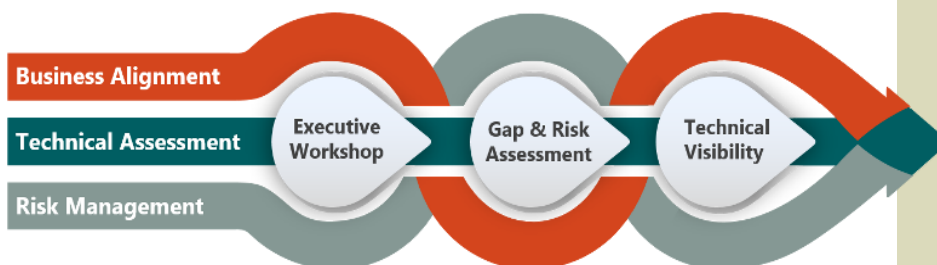 Business Alignment
Technical Assessment
Risk Management
Executive
Workshop
Gap & Risk
Assessment
Technical
Visibility